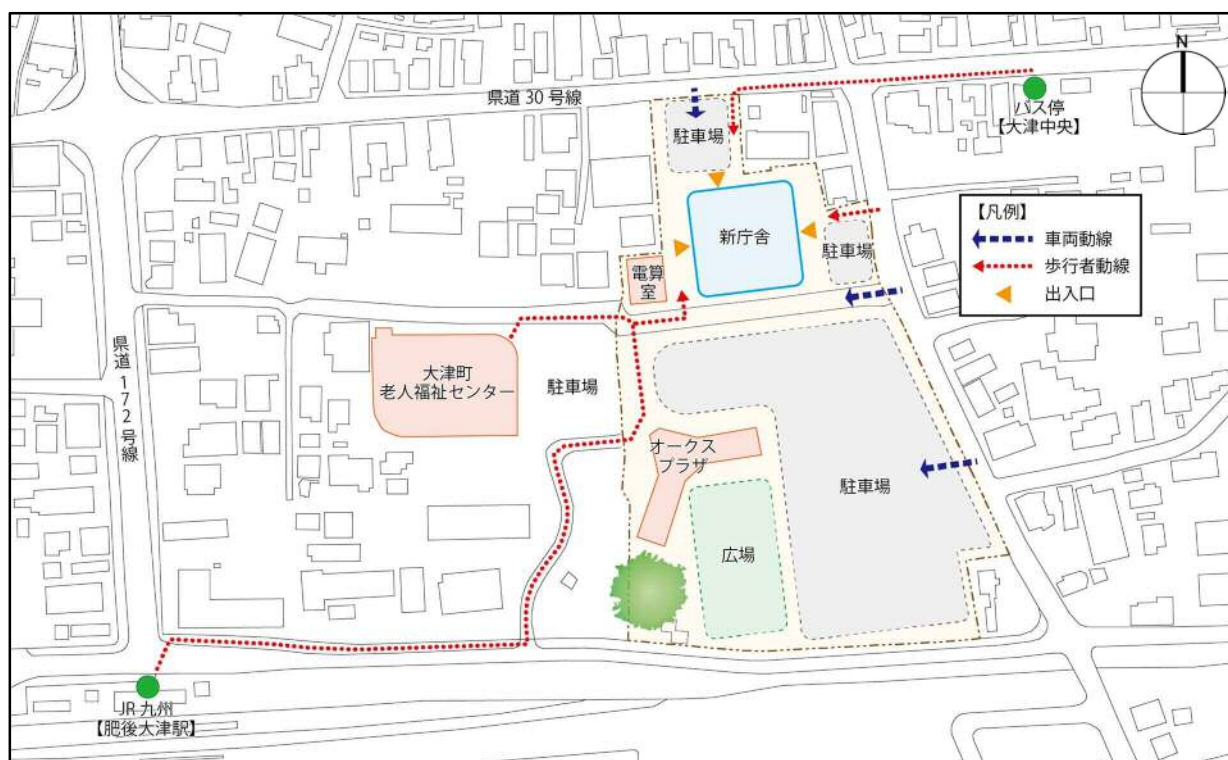 N
県道 30 号線
バス停
【大津中央】
駐車場
【凡例】
車両動線
歩行者動線
出入口
新庁舎
駐車場
電算
室
大津町
老人福祉センター
駐車場
県道 172 号線
オークス
プラザ
駐車場
広場
JR 九州
【肥後大津駅】